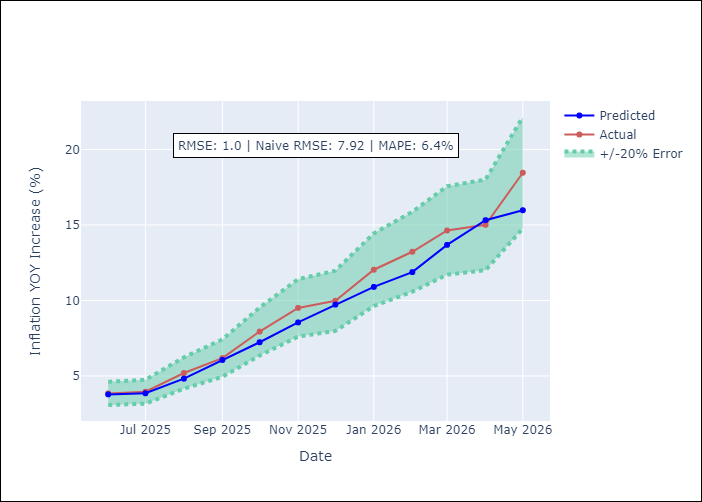 RMSE: 1.0 | Naive RMSE: 7.92 | MAPE: 6.4%
Predicted
Actual
+/-20% Error
Inflation YOY Increase (%)
20
15
10
5
Jul 2025
Sep 2025
Nov 2025
Jan 2026
Mar 2026
May 2026
Date